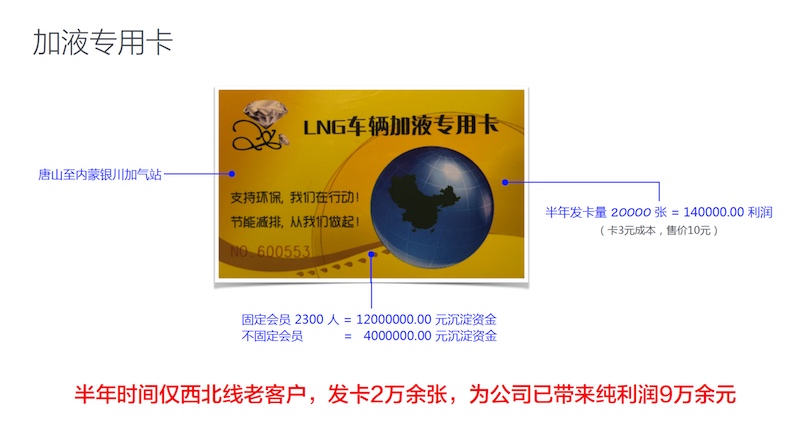 加液专用卡
LNG车辆加液专用卡
唐山至内蒙银川加气站
支持环保, 我们在行动!
节能减排, 从我们做起!
NO.600553
半年发卡量 20000 张 = 140000.00 利润
(卡3元成本，售价10元)
固定会员 2300 人 = 12000000.00 元沉淀资金
不固定会员 = 4000000.00 元沉淀资金
半年时间仅西北线老客户，发卡2万余张，为公司已带来纯利润9万余元